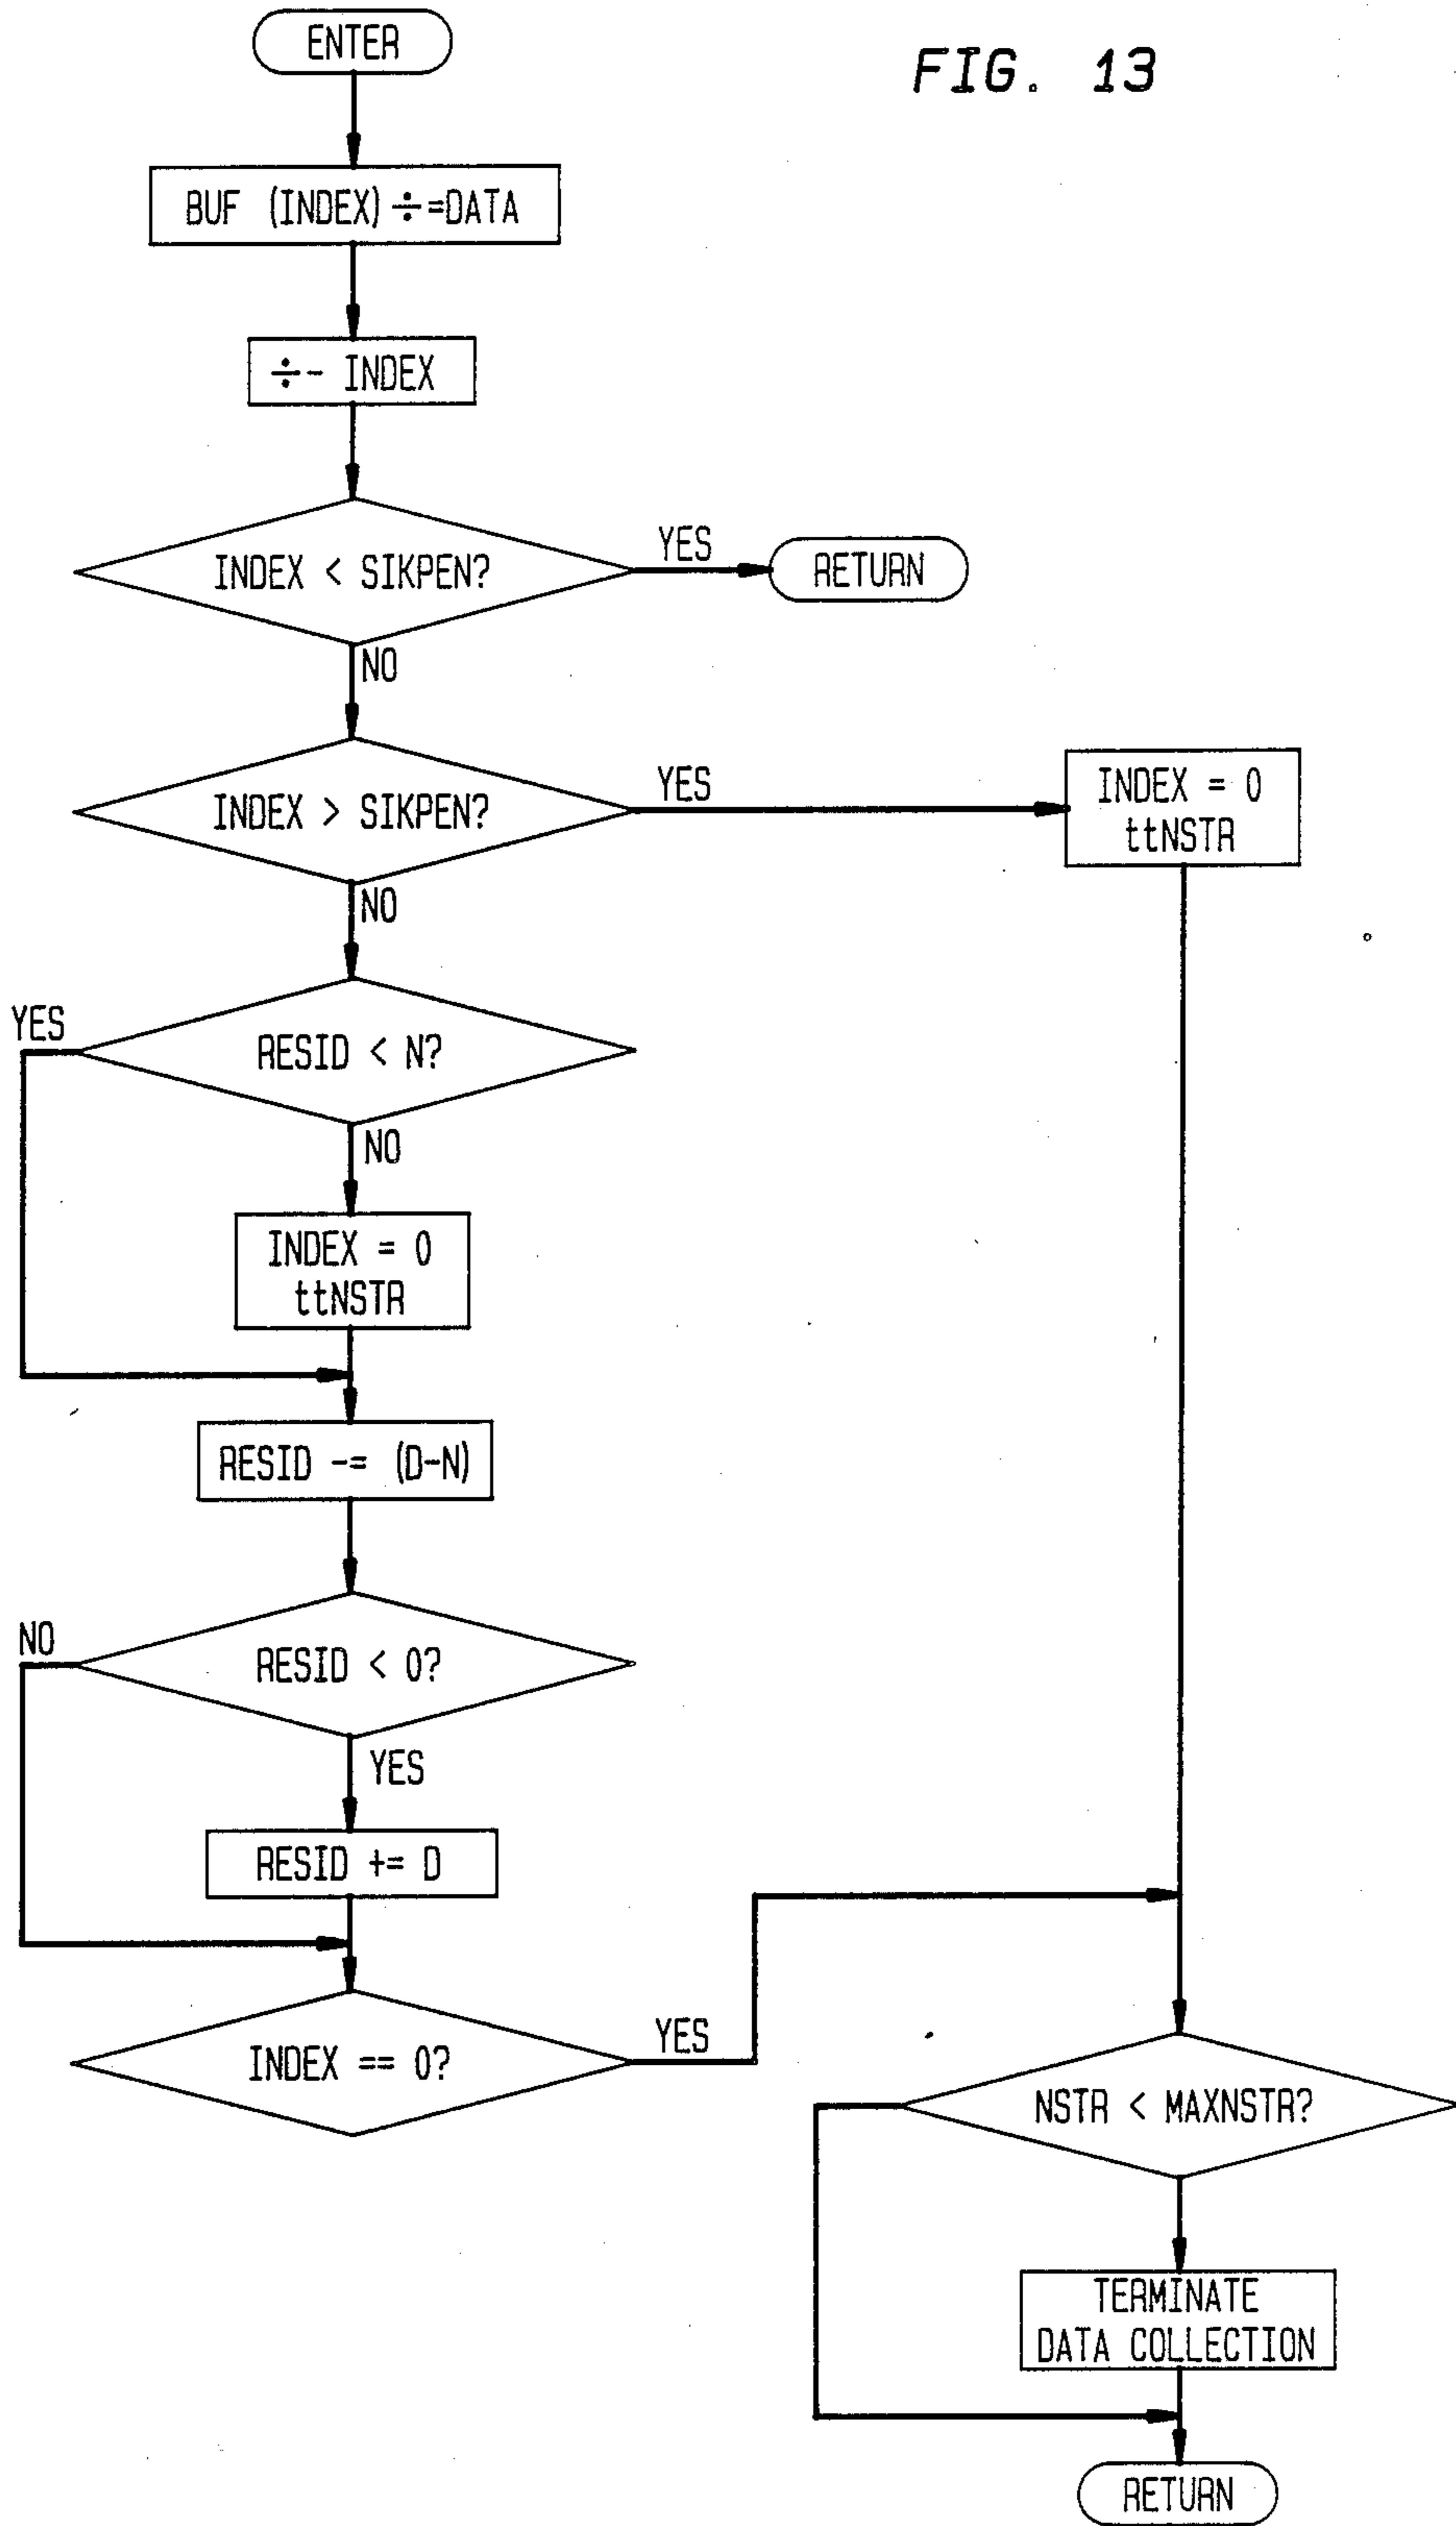 FIG. 13
ENTER
BUF (INDEX) ÷=DATA
÷- INDEX
INDEX < SIKPEN?
YES
RETURN
NO
INDEX > SIKPEN?
YES
INDEX = 0
ttNSTR
NO
YES
RESID < N?
NO
INDEX = 0
ttNSTR
RESID -= (D-N)
NO
RESID < 0?
YES
RESID += D
INDEX == 0?
YES
NSTR < MAXNSTR?
TERMINATE
DATA COLLECTION
RETURN